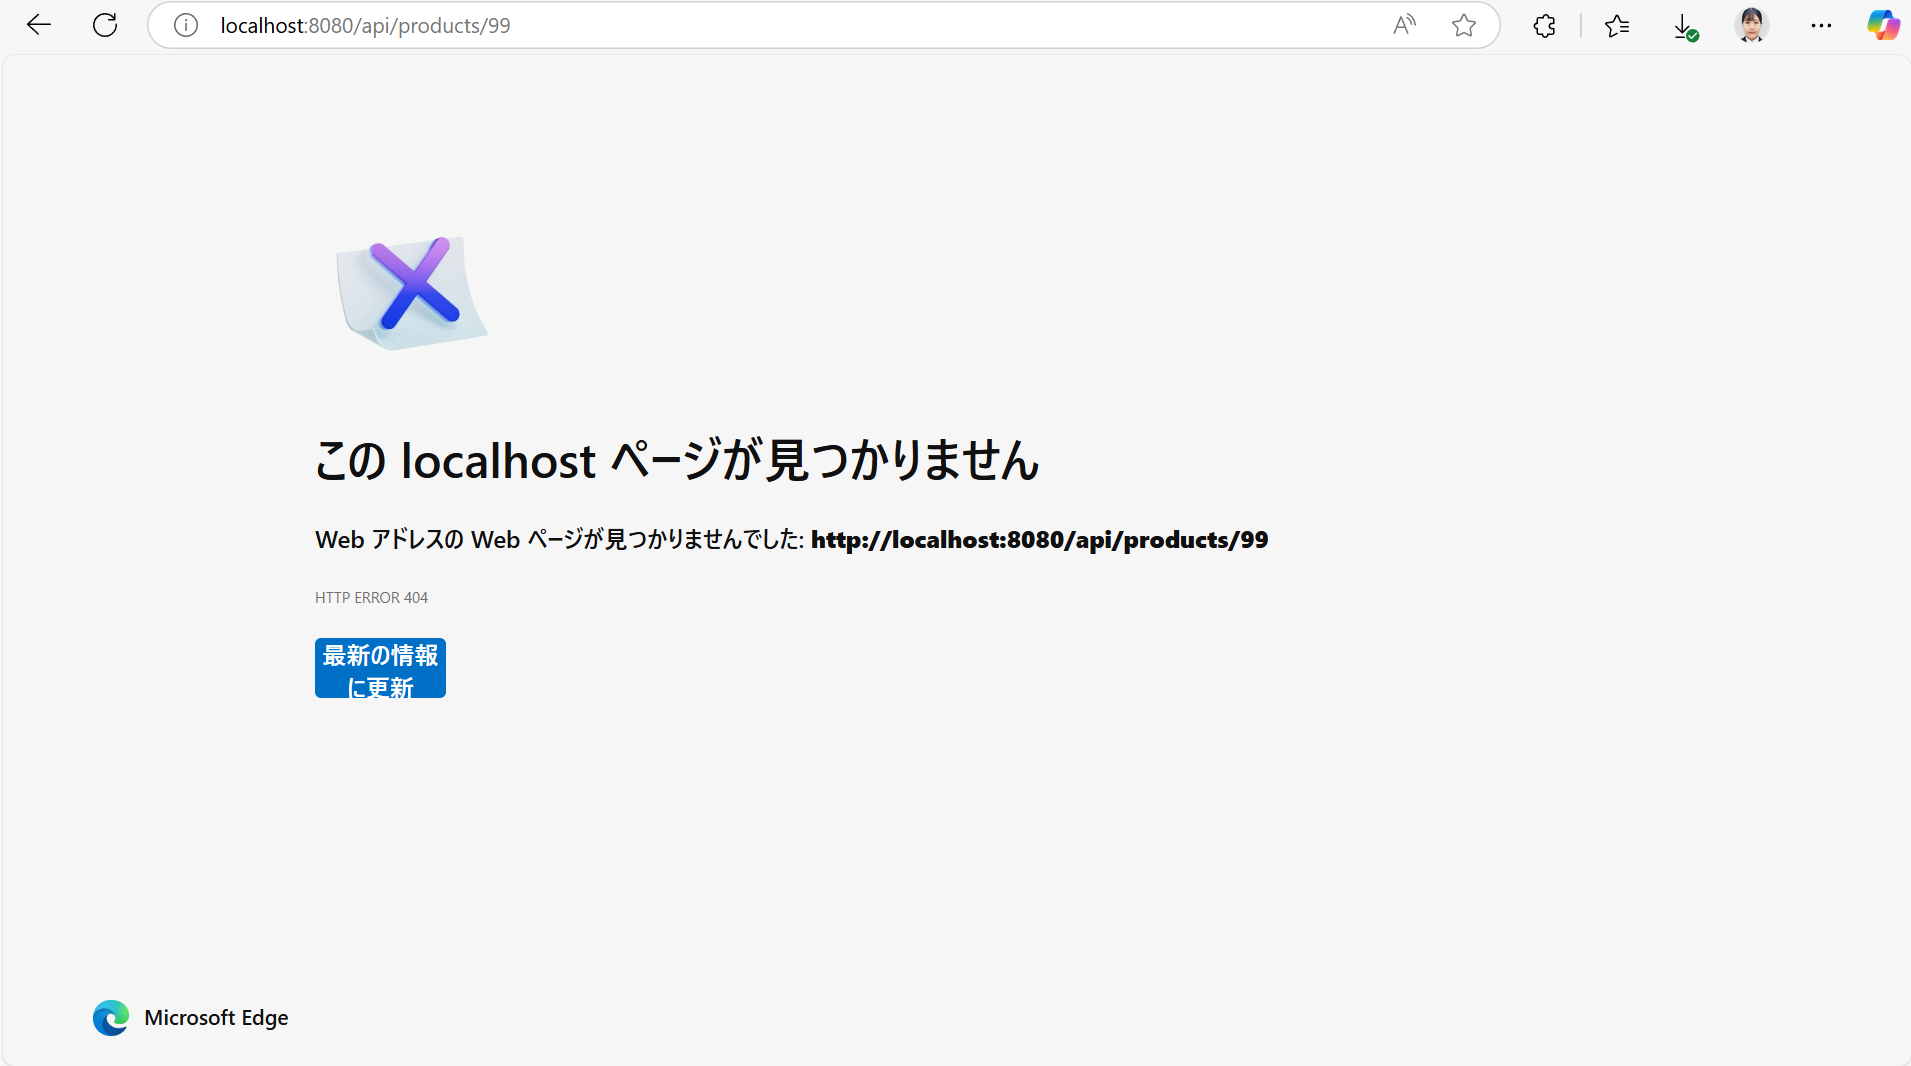 localhost:8080/api/products/99
この localhost ページが見つかりません
Web アドレスの Web ページが見つかりませんでした: http://localhost:8080/api/products/99
HTTP ERROR 404
最新の情報
に更新
Microsoft Edge